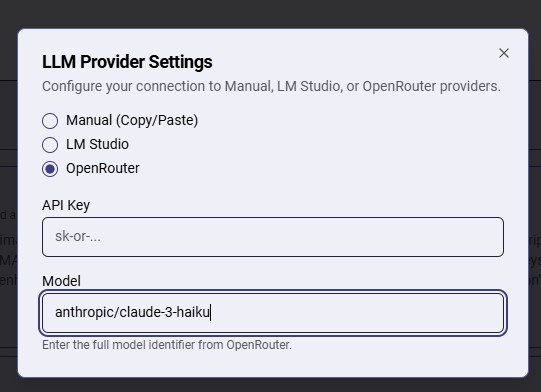 LLM Provider Settings
Configure your connection to Manual, LM Studio, or OpenRouter providers.
Manual (Copy/Paste)
LM Studio
OpenRouter
API Key
sk-or-...
Model
anthropic/claude-3-haiku
Enter the full model identifier from OpenRouter.